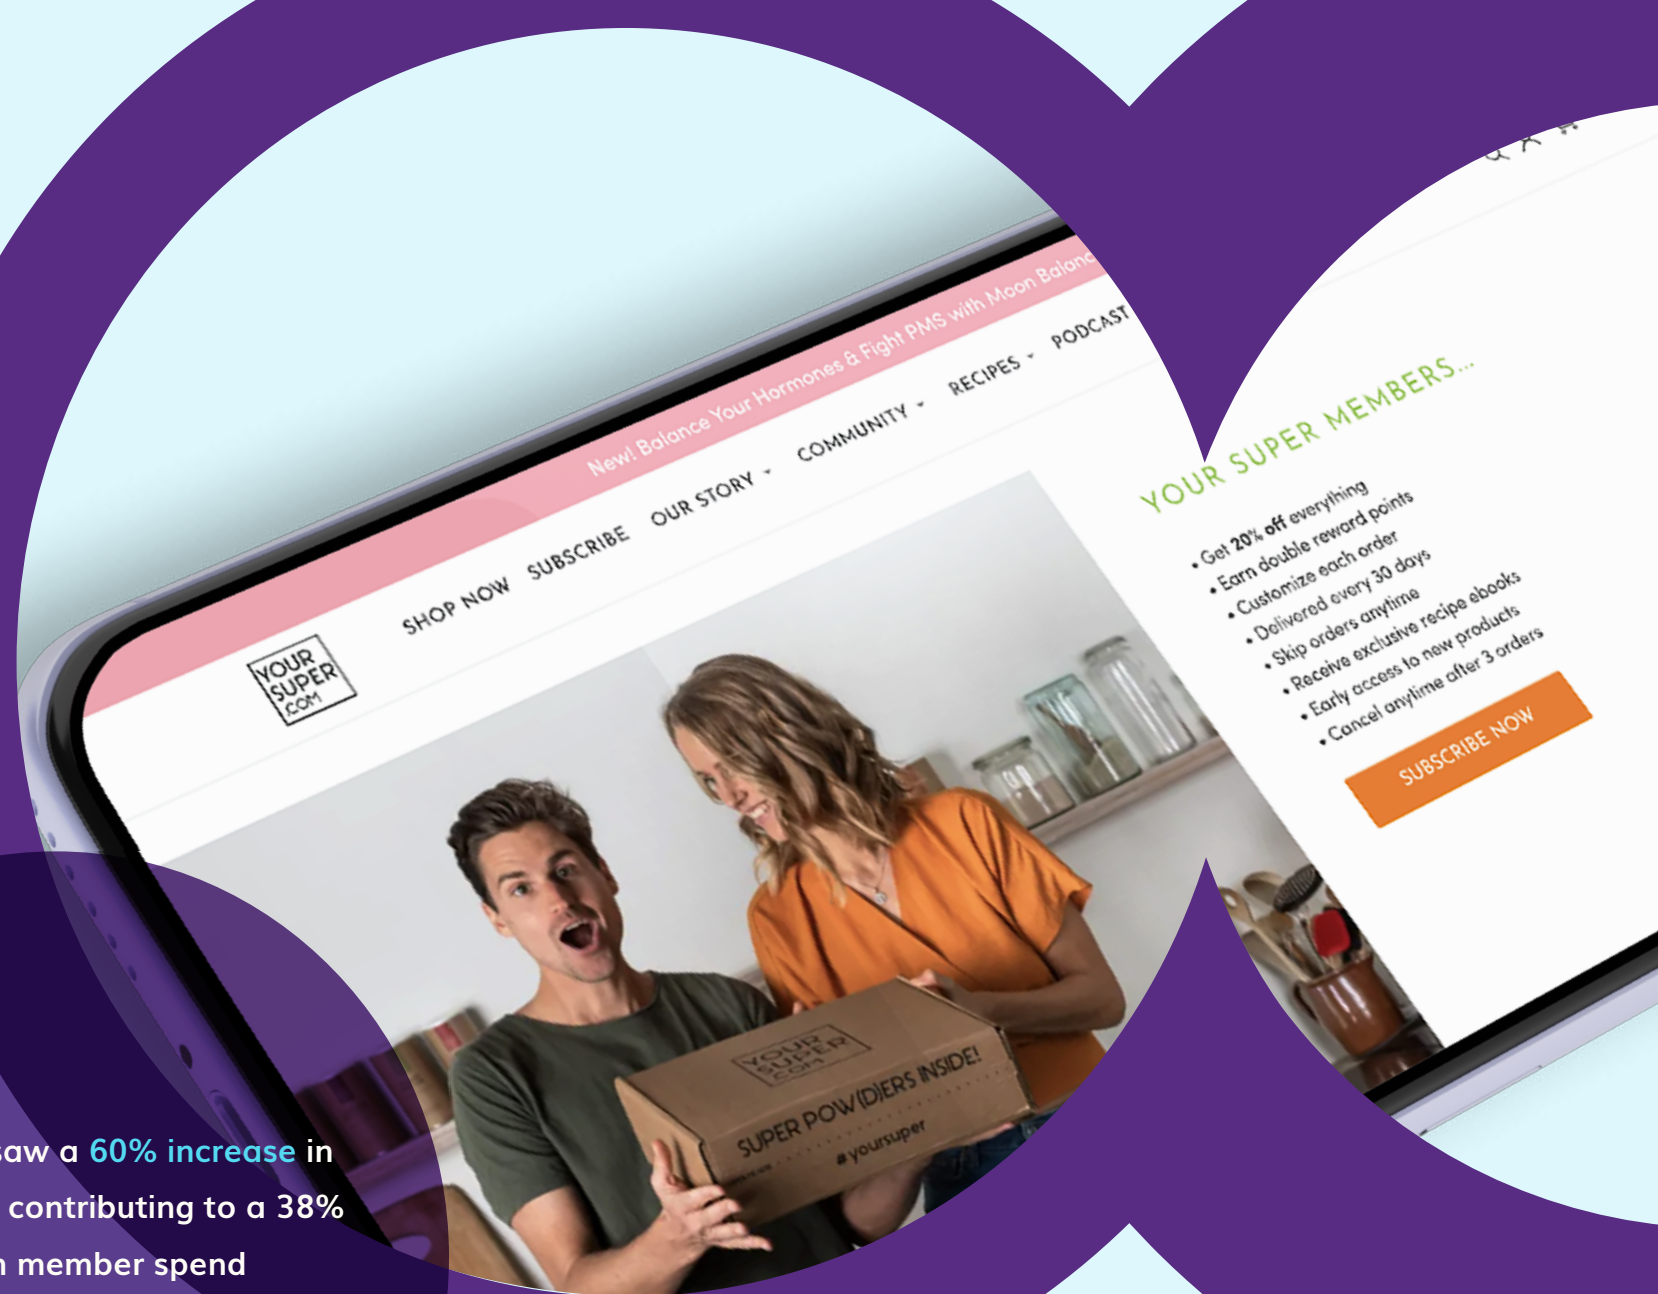 New! Balance Your Hormones & Fight PMS with Moon
SHOP NOW SUBSCRIBE OUR STORY COMMUNITY RECIPES PODCAST
YOUR
SUPER
.COM
YOUR SUPER MEMBERS...
• Get 20% off everything
• Earn double reward points
• Customize each order
• Delivered every 30 days
• Skip orders anytime
• Receive exclusive recipe ebooks
• Early access to new products
• Cancel anytime after 3 orders
SUBSCRIBE NOW
YOUR
SUPER
.COM
SUPER POW(D)ERS INSIDE!
#yoursuper
saw a 60% increase in
contributing to a 38%
member spend